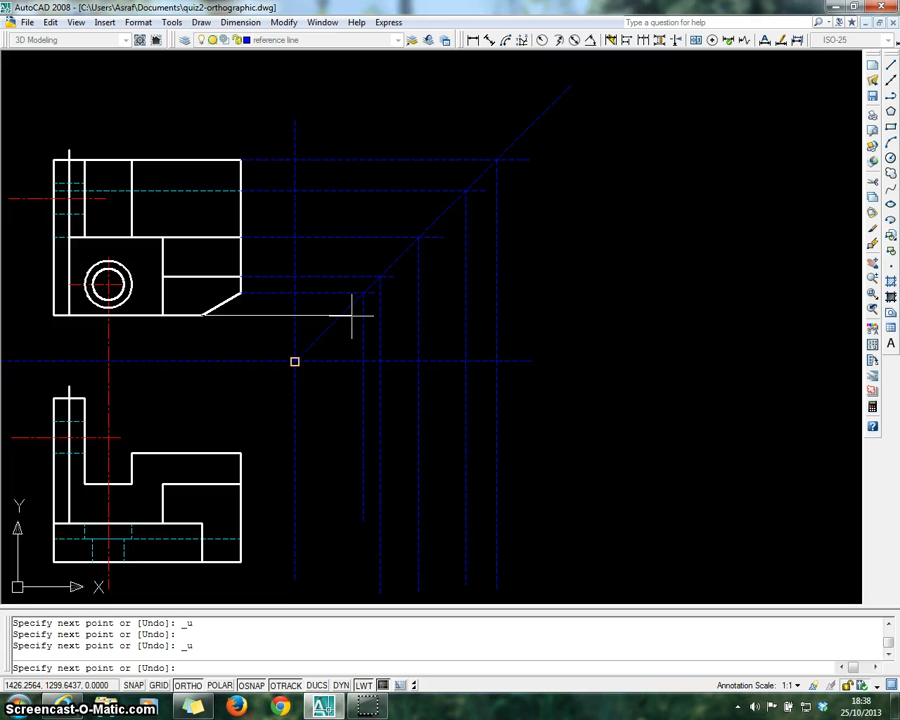 AutoCAD 2008 - [C:\Users\Asraf\Documents\quiz2-orthographic.dwg]
File Edit View Insert Format Tools Draw Dimension Modify Window Help Express
Type a question for help
3D Modeling
reference line
ISO-25
A
Y
X
Specify next point or [Undo]: _u
Specify next point or [Undo]:
Specify next point or [Undo]: _u
Specify next point or [Undo]:
1426.2564, 1299.6437, 0.0000 SNAP GRID ORTHO POLAR OSNAP OTRACK DUCS DYN LWT
Annotation Scale: 1:1
Screencast-O-Matic.com
18:38
25/10/2013